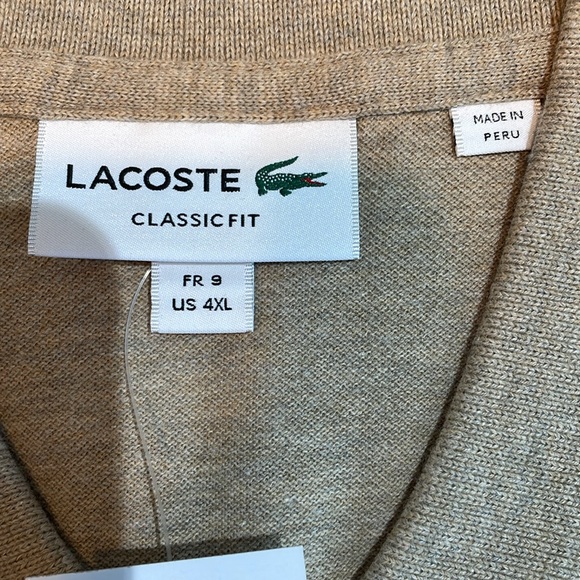 LACOSTE
CLASSIC FIT
FR 9
US 4XL
MADE IN
PERU